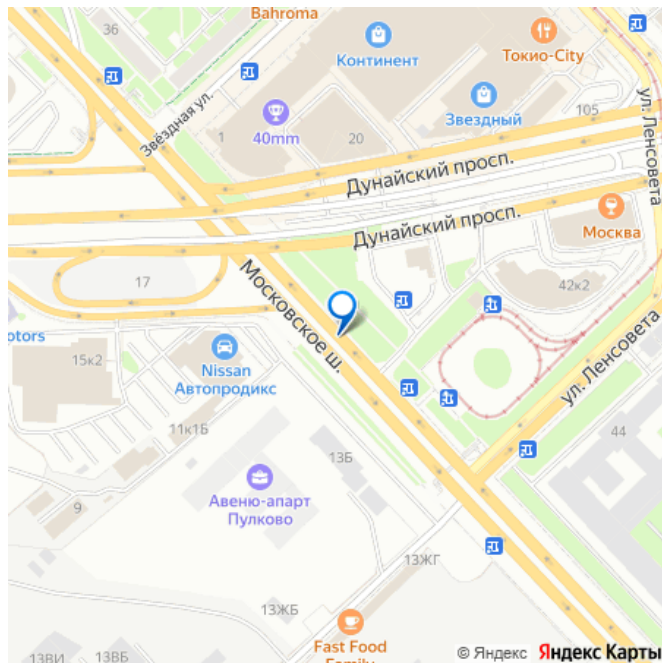 Bahroma
36
Континент
Токио-City
ул. Ленсовета
Звёздная ул.
Звездный
105
40mm
1
20
Дунайский просп.
Дунайский просп.
Москва
17
42к2
Московское ш.
otors
15к2
Nissan
Автопродикс
ул. Ленсовета
11к1Б
13Б
44
Авеню-апарт
Пулково
9
13ЖГ
13ЖБ
Fast Food
Family
13ВИ
13ВБ
© Яндекс Яндекс Карты